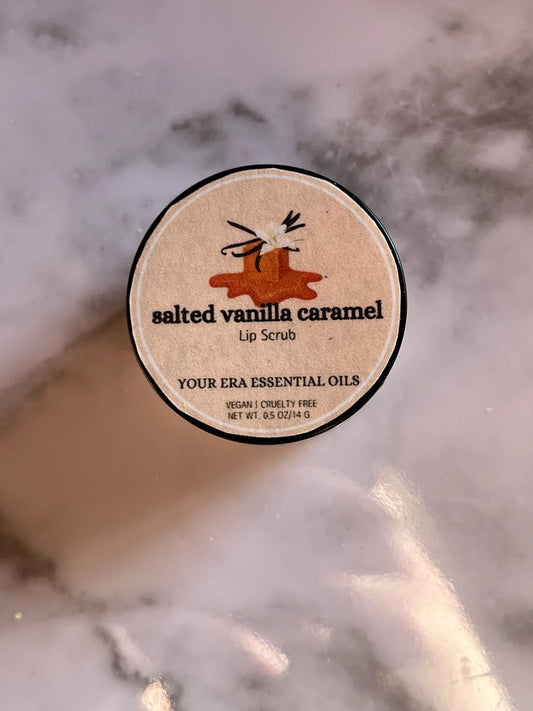 salted vanilla caramel
Lip Scrub
YOUR ERA ESSENTIAL OILS
VEGAN | CRUELTY FREE
NET WT. 0.5 OZ/14 G